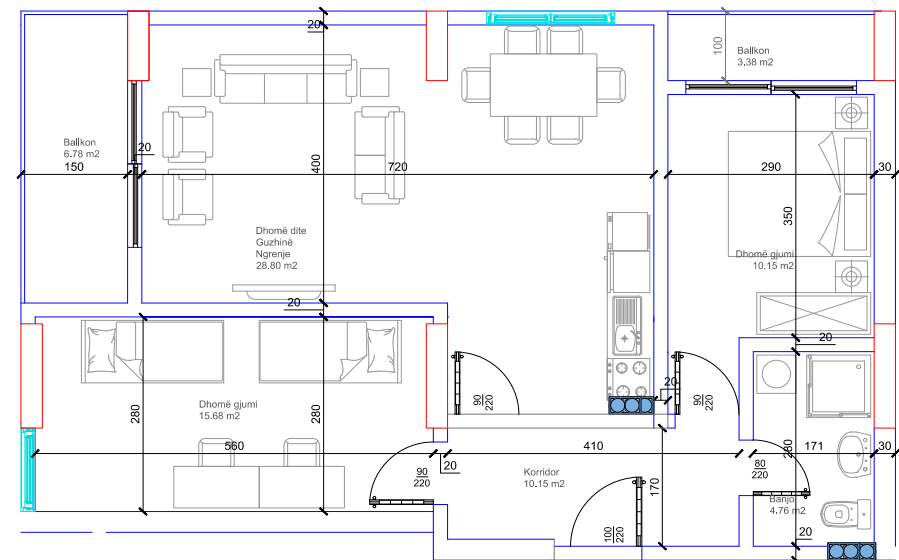 20
100
Ballkon
3,38 m2
Ballkon
6.78 m2
20
150
400
720
290
30
350
Dhomë dite
Guzhinë
Ngrenje
28.80 m2
Dhomë gjumi
10.15 m2
20
20
20
90
220
90
220
Dhomë gjumi
15.68 m2
280
280
280
560
410
171
30
90
220
20
Korridor
10.15 m2
170
80
220
Banjo
4.76 m2
100
220
20